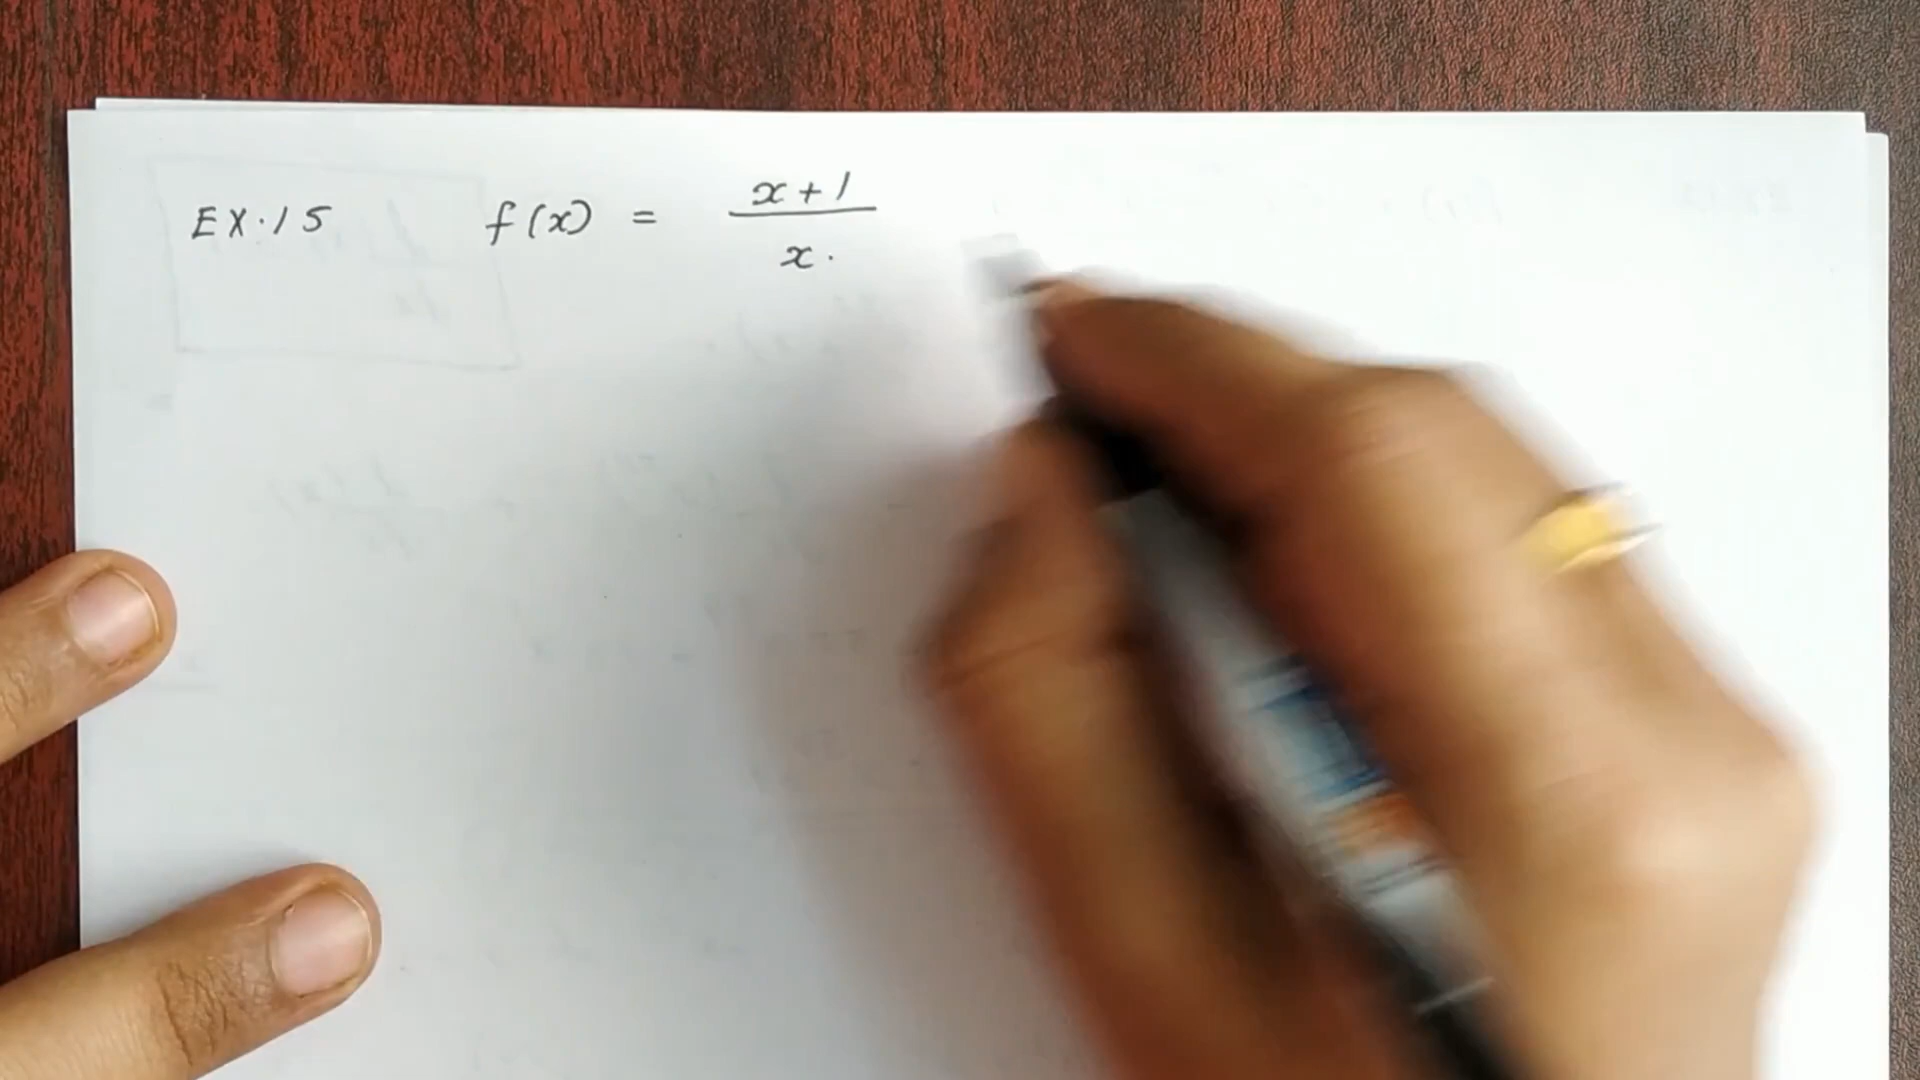 EX.15 f(x) = x+1
x.